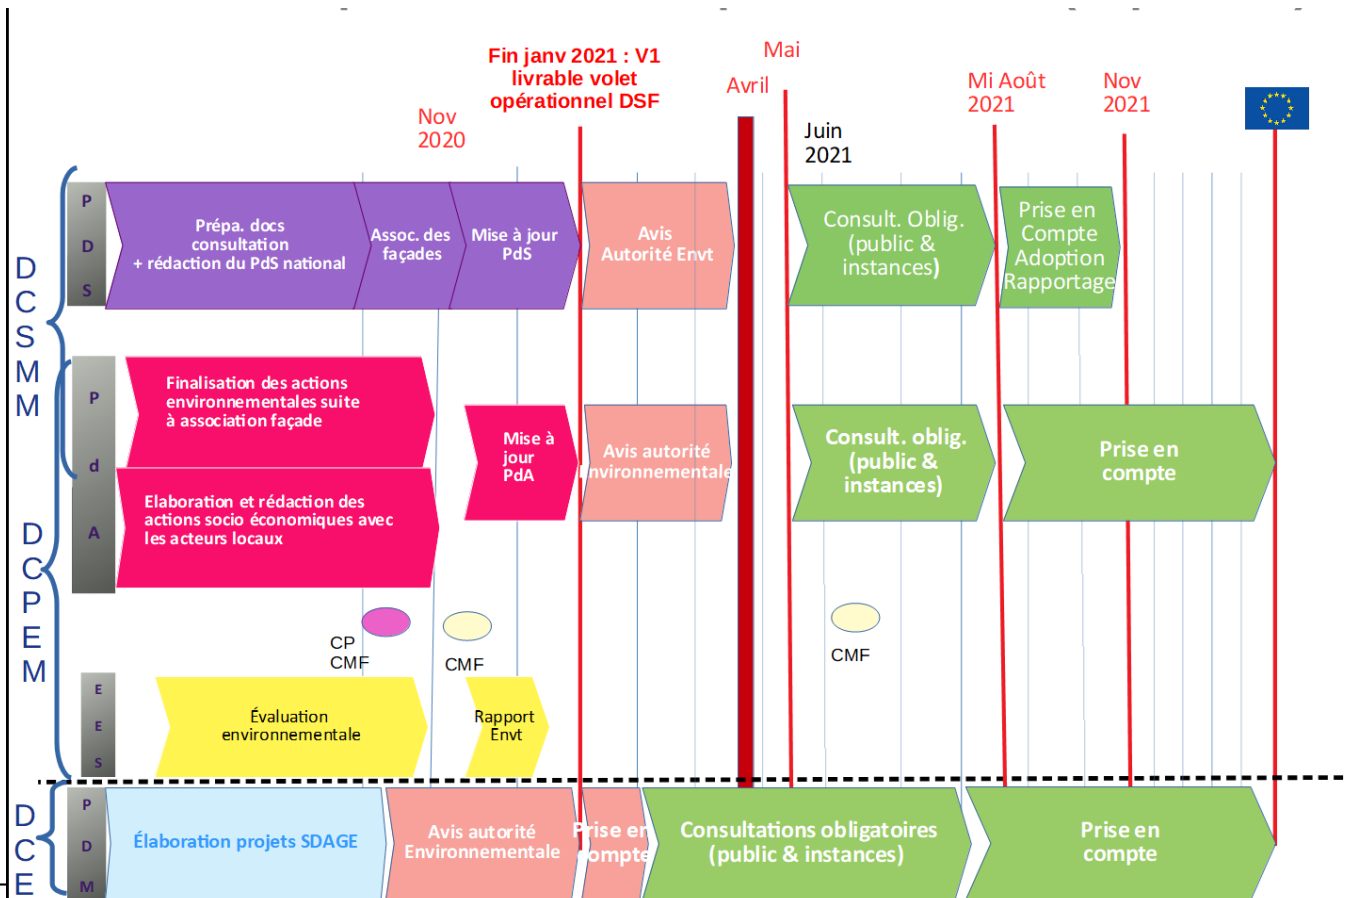 Fin janv 2021 : V1
livrable volet
opérationnel DSF
Mai
Avril
Mi Août
2021
Nov
2021
Nov
2020
Juin
2021
D
C
S
M
M
P
D
S
Prépa. docs
consultation
+ rédaction du PdS national
Assoc. des
façades
Mise à jour
PdS
Avis
Autorité Envt
Consult. Oblig.
(public &
instances)
Prise en
Compte
Adoption
Rapportage
D
C
P
E
M
P
d
A
Finalisation des actions
environnementales suite
à association façade
Elaboration et rédaction des
actions socio économiques avec
les acteurs locaux
Mise à
jour
PdA
Avis autorité
Environnementale
Consult. oblig.
(public &
instances)
Prise en
compte
CP
CMF
CMF
CMF
E
E
S
Évaluation
environnementale
Rapport
Envt
D
C
E
P
D
M
Élaboration projets SDAGE
Avis autorité
Environnementale
Prise en
compte
Consultations obligatoires
(public & instances)
Prise en
compte